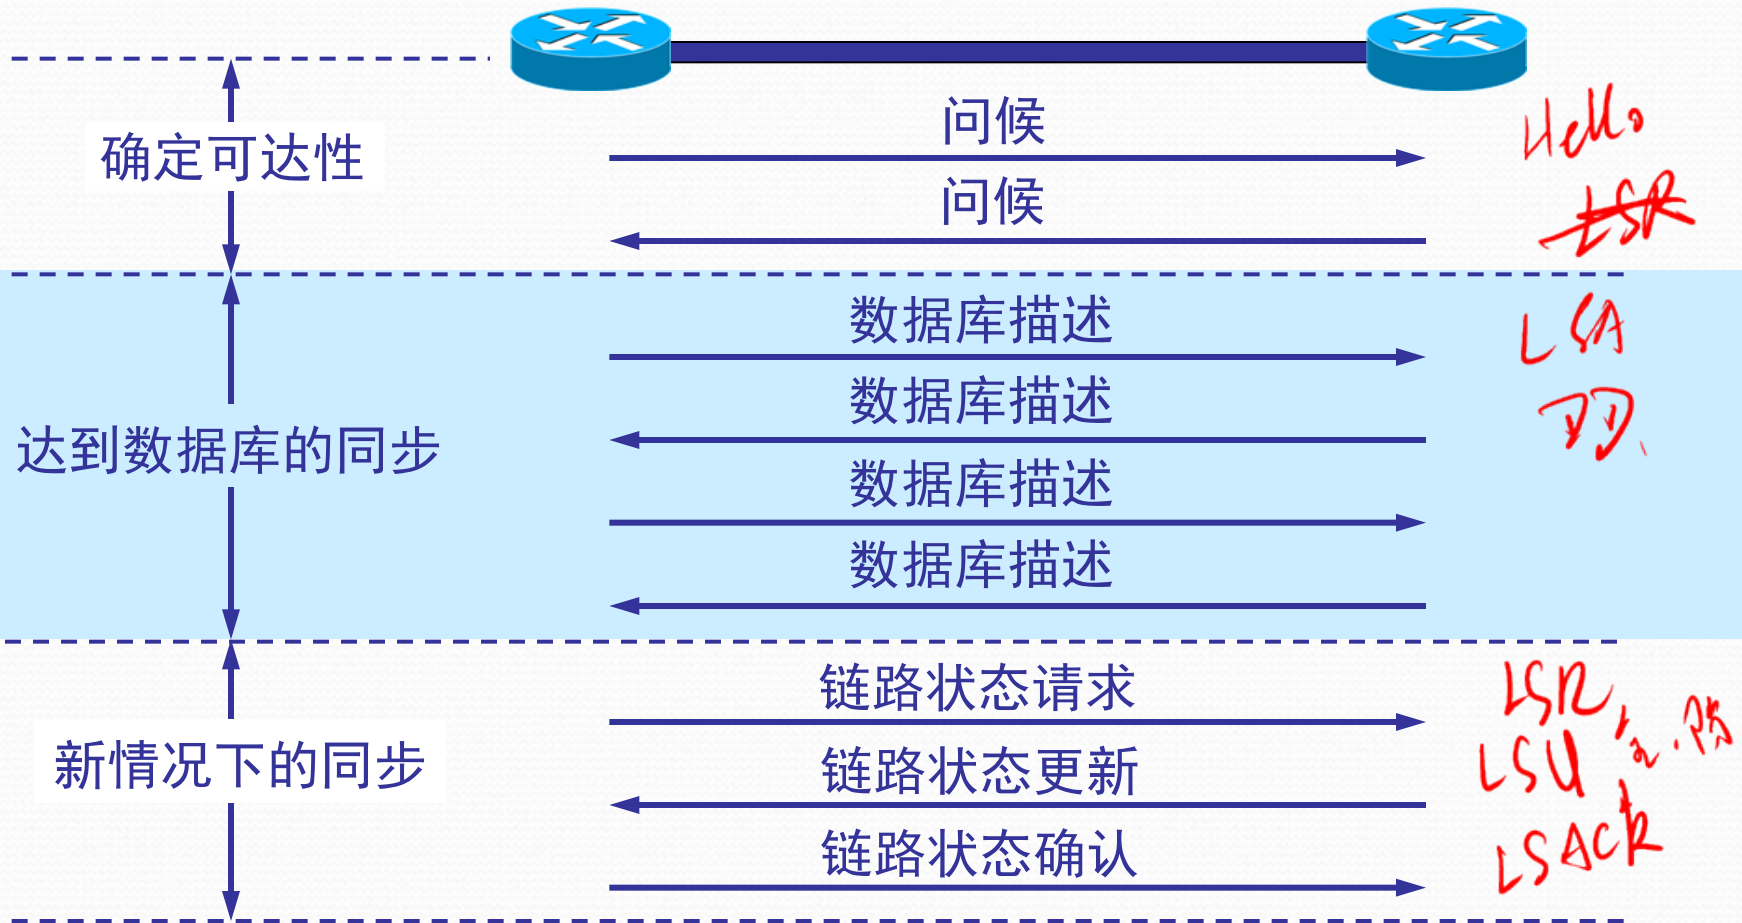 问候
Hello
确定可达性
问候
LSR
数据库描述
LSA
数据库描述
DD
达到数据库的同步
数据库描述
数据库描述
链路状态请求
LSR
新情况下的同步
链路状态更新
LSU
链路状态确认
LSACK